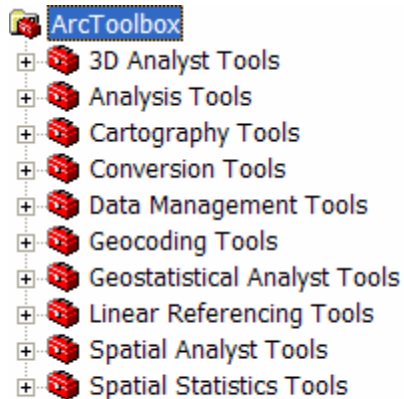 ArcToolbox
3D Analyst Tools
Analysis Tools
Cartography Tools
Conversion Tools
Data Management Tools
Geocoding Tools
Geostatistical Analyst Tools
Linear Referencing Tools
Spatial Analyst Tools
Spatial Statistics Tools